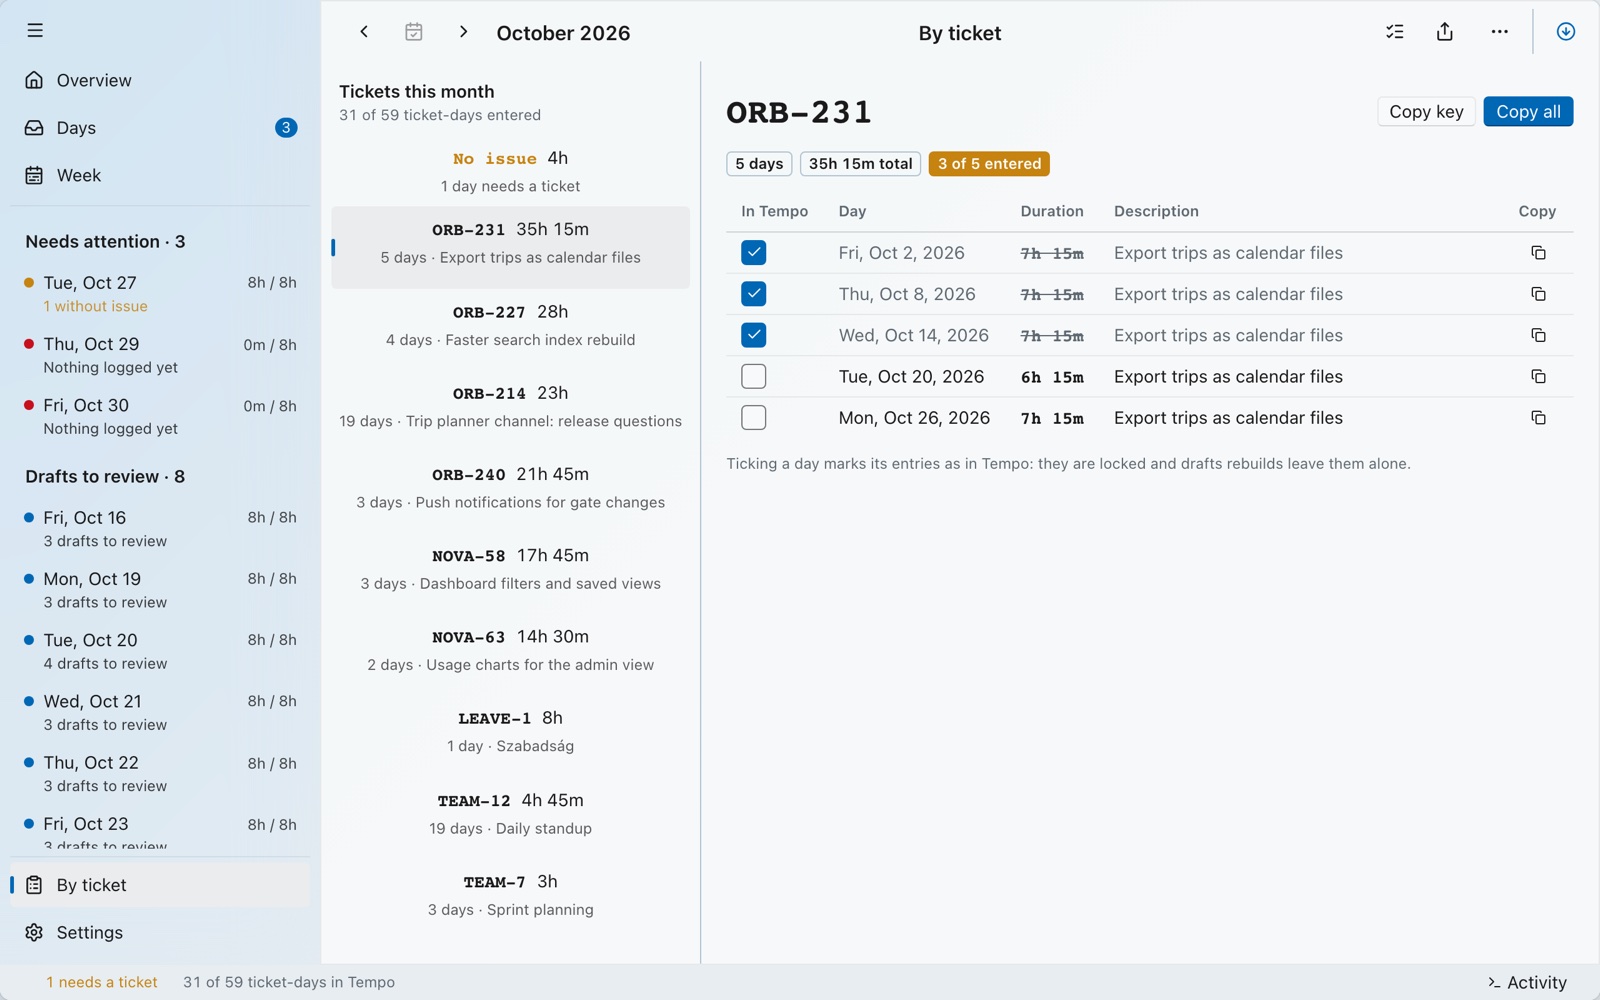 October 2026
By ticket
Overview
Days
3
Week
Needs attention · 3
Tue, Oct 27
8h / 8h
1 without issue
Thu, Oct 29
0m / 8h
Nothing logged yet
Fri, Oct 30
0m / 8h
Nothing logged yet
Drafts to review · 8
Fri, Oct 16
8h / 8h
3 drafts to review
Mon, Oct 19
8h / 8h
3 drafts to review
Tue, Oct 20
8h / 8h
4 drafts to review
Wed, Oct 21
8h / 8h
3 drafts to review
Thu, Oct 22
8h / 8h
3 drafts to review
Fri, Oct 23
8h / 8h
3 drafts to review
By ticket
Settings
Tickets this month
31 of 59 ticket-days entered
No issue 4h
1 day needs a ticket
ORB-231 35h 15m
5 days · Export trips as calendar files
ORB-227 28h
4 days · Faster search index rebuild
ORB-214 23h
19 days · Trip planner channel: release questions
ORB-240 21h 45m
3 days · Push notifications for gate changes
NOVA-58 17h 45m
3 days · Dashboard filters and saved views
NOVA-63 14h 30m
2 days · Usage charts for the admin view
LEAVE-1 8h
1 day · Szabadság
TEAM-12 4h 45m
19 days · Daily standup
TEAM-7 3h
3 days · Sprint planning
ORB-231
Copy key
Copy all
5 days
35h 15m total
3 of 5 entered
In Tempo Day Duration Description Copy
Fri, Oct 2, 2026 7h 15m Export trips as calendar files
Thu, Oct 8, 2026 7h 15m Export trips as calendar files
Wed, Oct 14, 2026 7h 15m Export trips as calendar files
Tue, Oct 20, 2026 6h 15m Export trips as calendar files
Mon, Oct 26, 2026 7h 15m Export trips as calendar files
Ticking a day marks its entries as in Tempo: they are locked and drafts rebuilds leave them alone.
1 needs a ticket
31 of 59 ticket-days in Tempo
Activity